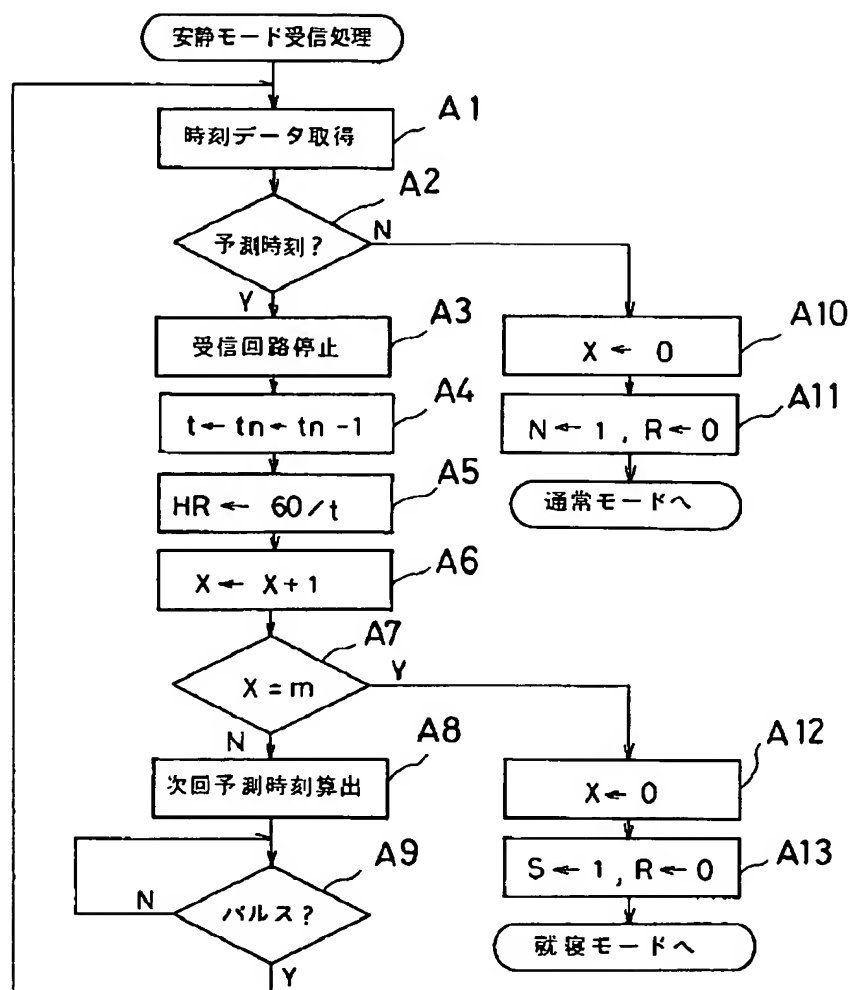 安静モード受信処理
時刻データ取得
A1
予測時刻?
A2
N
Y
受信回路停止
A3
t←tn←tn-1
A4
HR ← 60/t
A5
X ← X+1
A6
X = m
A7
Y
N
次回予測時刻算出
A8
パルス?
A9
N
Y
X ← 0
A10
N←1, R←0
A11
通常モードへ
X←0
A12
S←1, R←0
A13
就寝モードへ